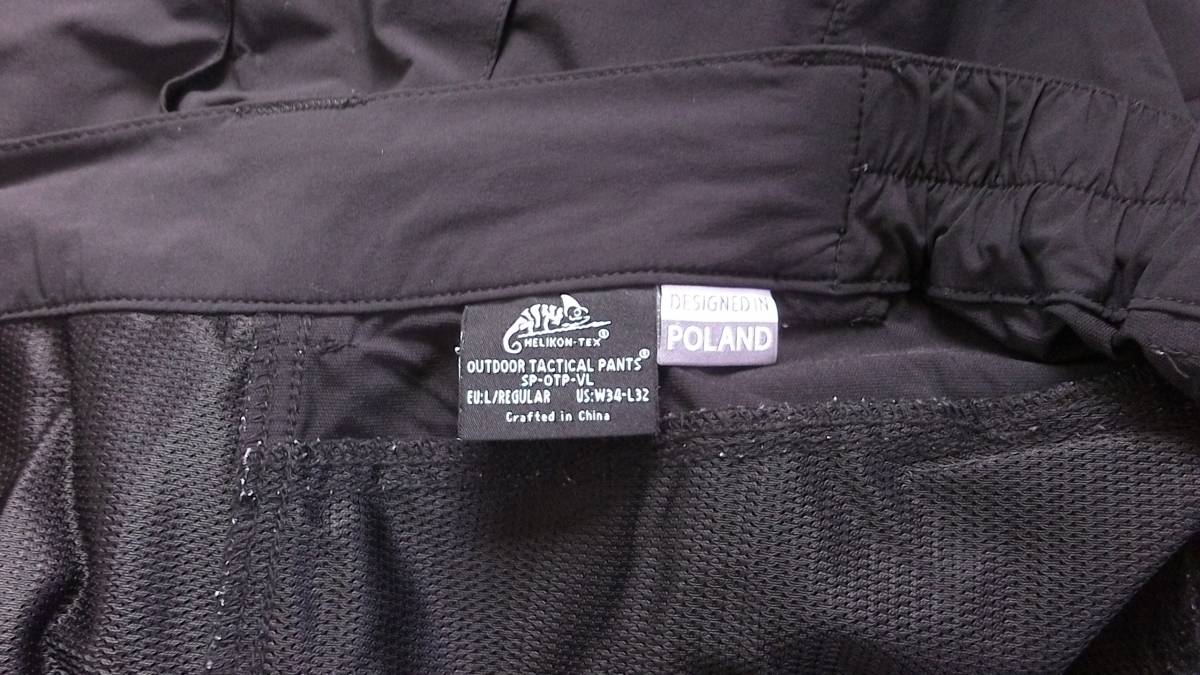 HELIKON-TEX®
OUTDOOR TACTICAL PANTS®
SP-OTP-VL
EU:L/REGULAR US:W34-L32
Crafted in China
DESIGNED IN
POLAND